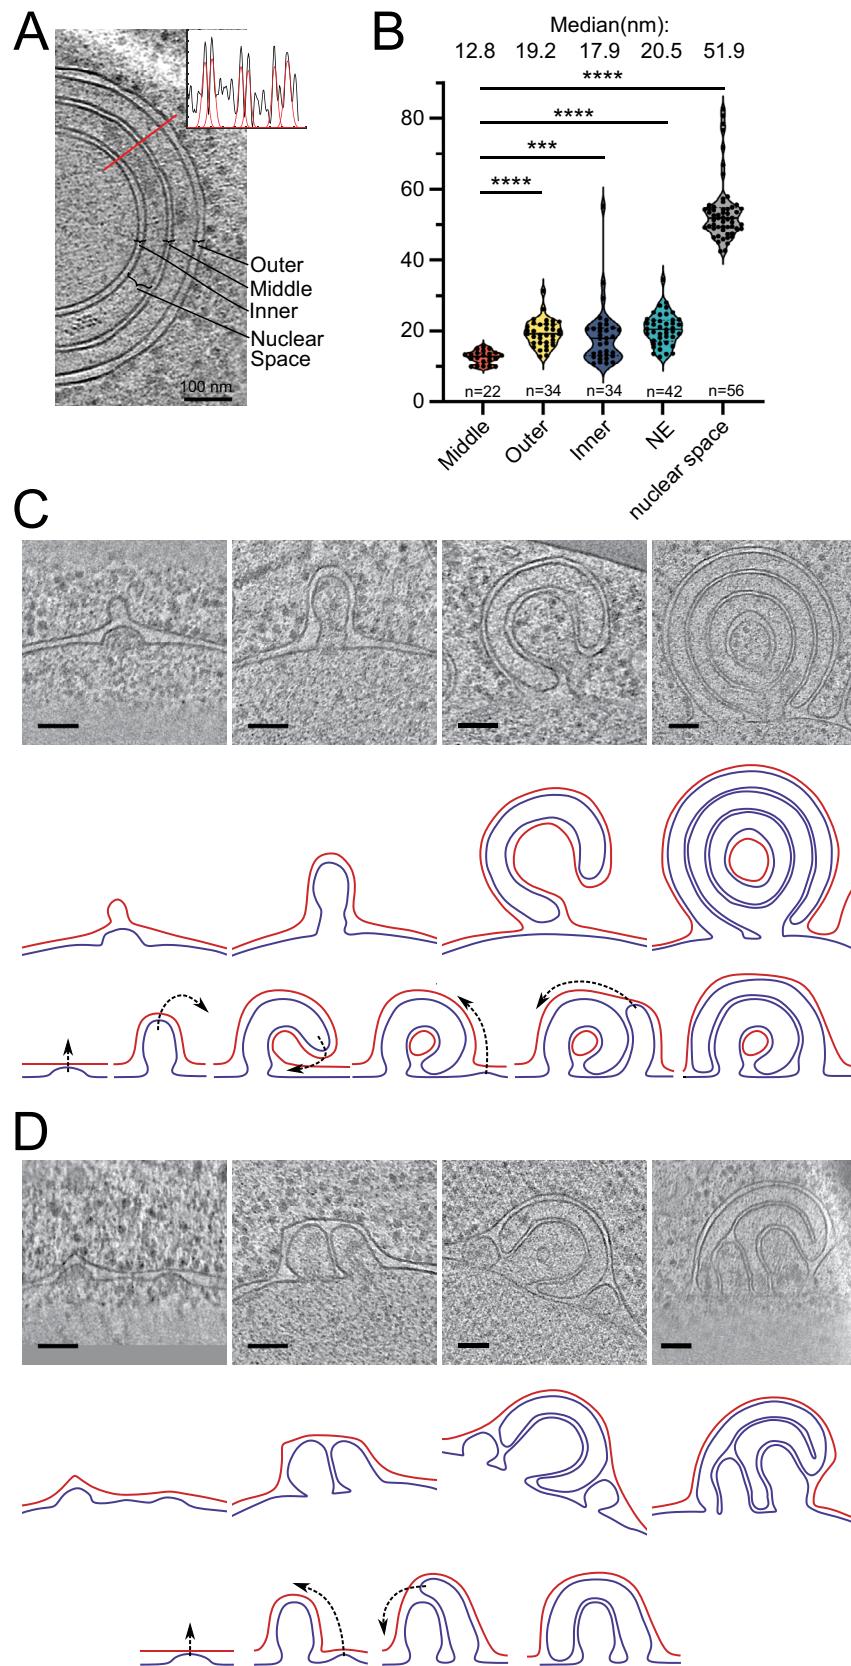 A
Outer
Middle
Inner
Nuclear
Space
100 nm
B
Median(nm):
12.8 19.2 17.9 20.5 51.9
****
****
***
****
80
60
40
20
0
n=22 n=34 n=34 n=42 n=56
Middle Outer Inner NE nuclear space
C
D